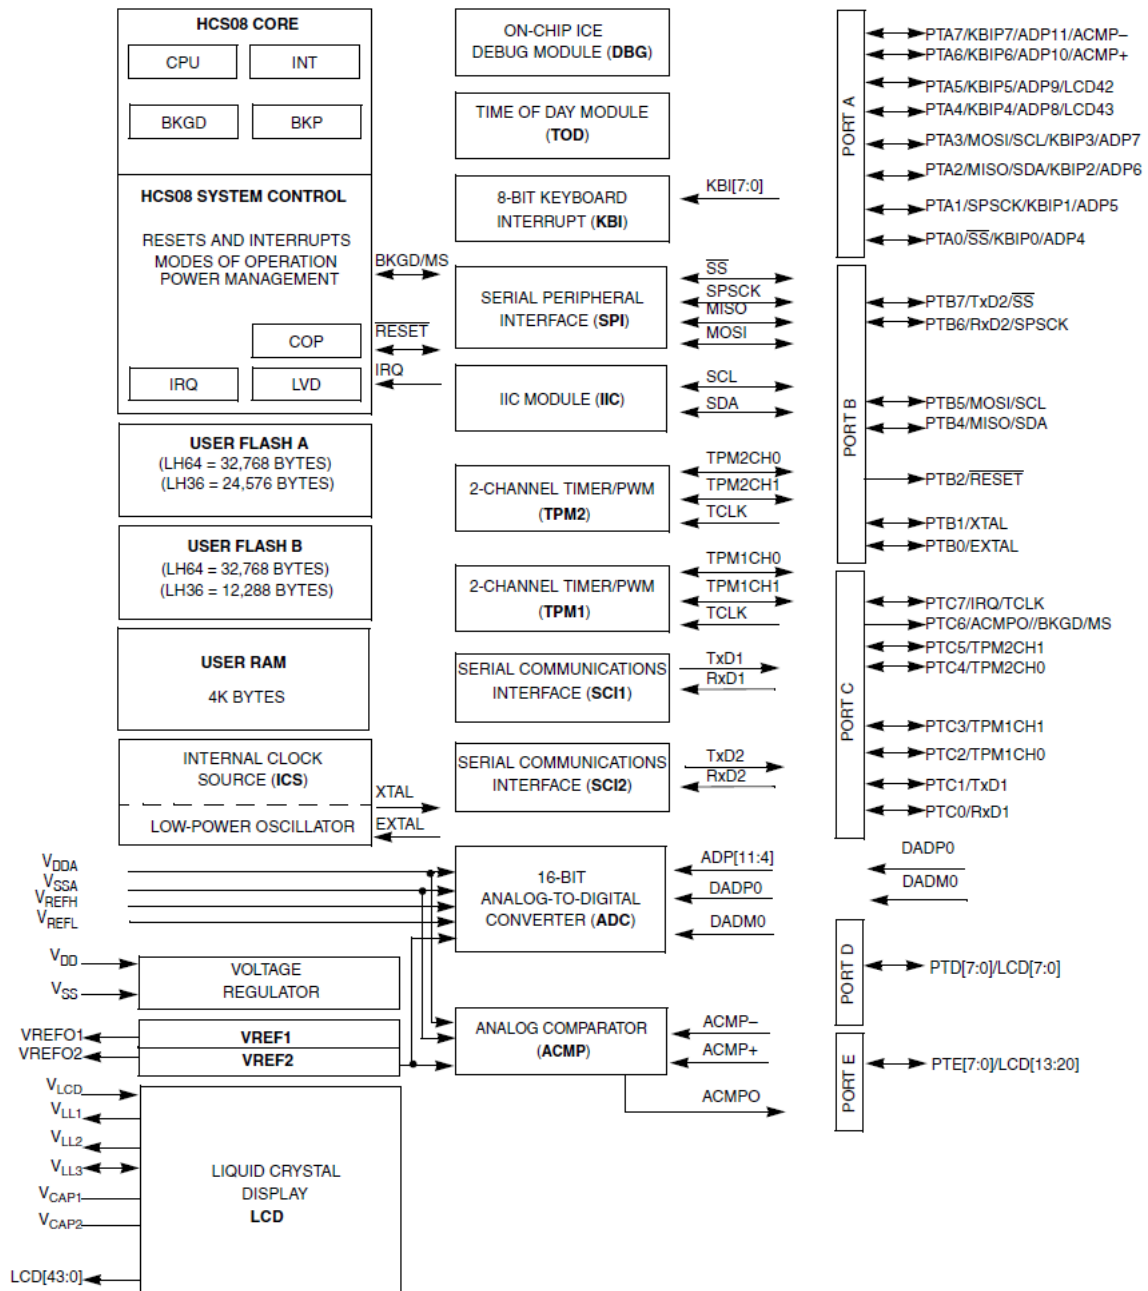 HCS08 CORE
CPU
INT
BKGD
BKP
HCS08 SYSTEM CONTROL
RESETS AND INTERRUPTS
MODES OF OPERATION
POWER MANAGEMENT
COP
IRQ
LVD
BKGD/MS
RESET
IRQ
USER FLASH A
(LH64 = 32,768 BYTES)
(LH36 = 24,576 BYTES)
USER FLASH B
(LH64 = 32,768 BYTES)
(LH36 = 12,288 BYTES)
USER RAM
4K BYTES
INTERNAL CLOCK
SOURCE (ICS)
LOW-POWER OSCILLATOR
XTAL
EXTAL
VDDA
VSSA
VREFH
VREFL
VDD
VSS
VOLTAGE
REGULATOR
VREFO1
VREFO2
VREF1
VREF2
VLCD
VLL1
VLL2
VLL3
VCAP1
VCAP2
LCD[43:0]
LIQUID CRYSTAL
DISPLAY
LCD
ON-CHIP ICE
DEBUG MODULE (DBG)
TIME OF DAY MODULE
(TOD)
8-BIT KEYBOARD
INTERRUPT (KBI)
KBI[7:0]
SERIAL PERIPHERAL
INTERFACE (SPI)
SS
SPSCK
MISO
MOSI
IIC MODULE (IIC)
SCL
SDA
2-CHANNEL TIMER/PWM
(TPM2)
TPM2CH0
TPM2CH1
TCLK
2-CHANNEL TIMER/PWM
(TPM1)
TPM1CH0
TPM1CH1
TCLK
SERIAL COMMUNICATIONS
INTERFACE (SCI1)
TxD1
RxD1
SERIAL COMMUNICATIONS
INTERFACE (SCI2)
TxD2
RxD2
16-BIT
ANALOG-TO-DIGITAL
CONVERTER (ADC)
ADP[11:4]
DADP0
DADM0
ANALOG COMPARATOR
(ACMP)
ACMP–
ACMP+
ACMPO
PORT A
PTA7/KBIP7/ADP11/ACMP–
PTA6/KBIP6/ADP10/ACMP+
PTA5/KBIP5/ADP9/LCD42
PTA4/KBIP4/ADP8/LCD43
PTA3/MOSI/SCL/KBIP3/ADP7
PTA2/MISO/SDA/KBIP2/ADP6
PTA1/SPSCK/KBIP1/ADP5
PTA0/SS/KBIP0/ADP4
PORT B
PTB7/TxD2/SS
PTB6/RxD2/SPSCK
PTB5/MOSI/SCL
PTB4/MISO/SDA
PTB2/RESET
PTB1/XTAL
PTB0/EXTAL
PORT C
PTC7/IRQ/TCLK
PTC6/ACMPO//BKGD/MS
PTC5/TPM2CH1
PTC4/TPM2CH0
PTC3/TPM1CH1
PTC2/TPM1CH0
PTC1/TxD1
PTC0/RxD1
DADP0
DADM0
PORT D
PTD[7:0]/LCD[7:0]
PORT E
PTE[7:0]/LCD[13:20]